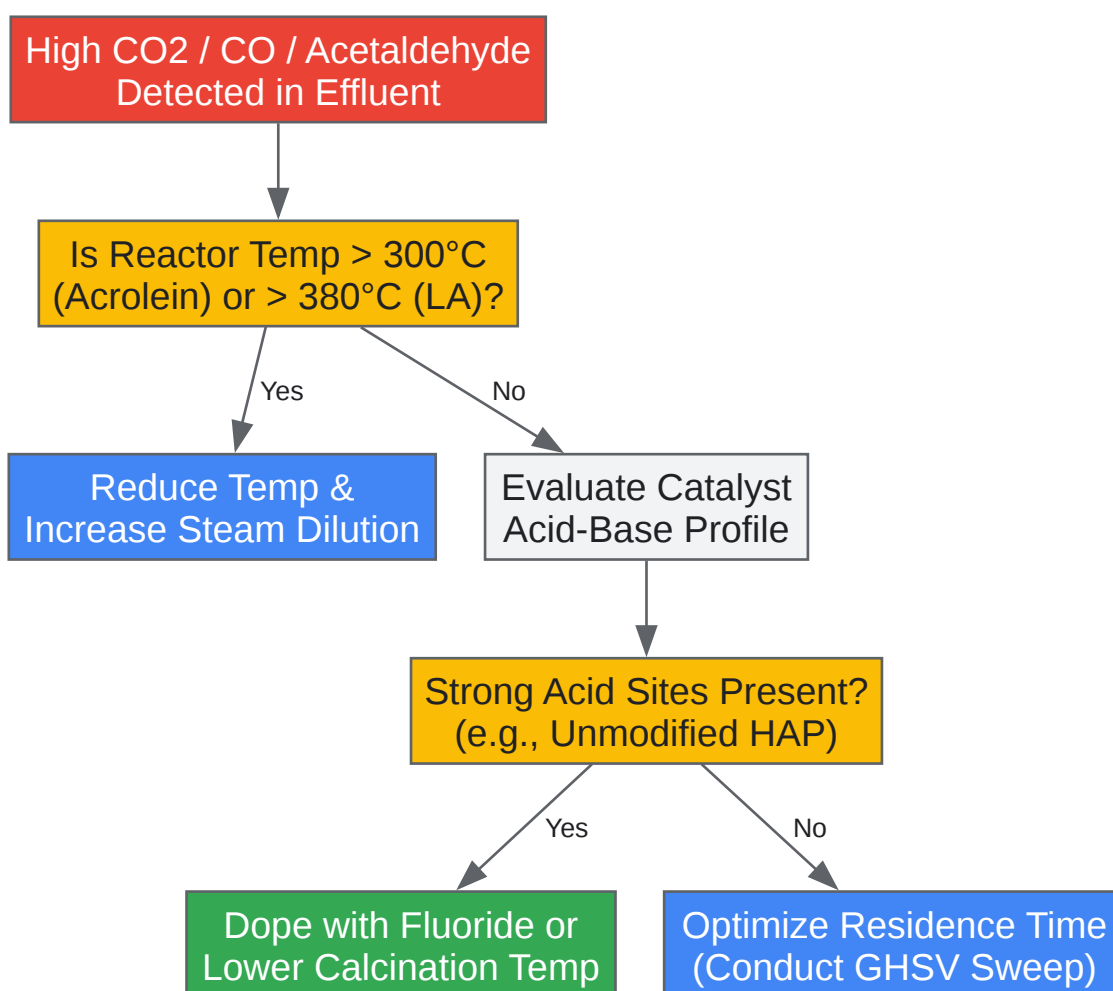 High CO2 / CO / Acetaldehyde
Detected in Effluent
Is Reactor Temp > 300°C
(Acrolein) or > 380°C (LA)?
Yes
No
Reduce Temp &
Increase Steam Dilution
Evaluate Catalyst
Acid-Base Profile
Strong Acid Sites Present?
(e.g., Unmodified HAP)
Yes
No
Dope with Fluoride or
Lower Calcination Temp
Optimize Residence Time
(Conduct GHSV Sweep)